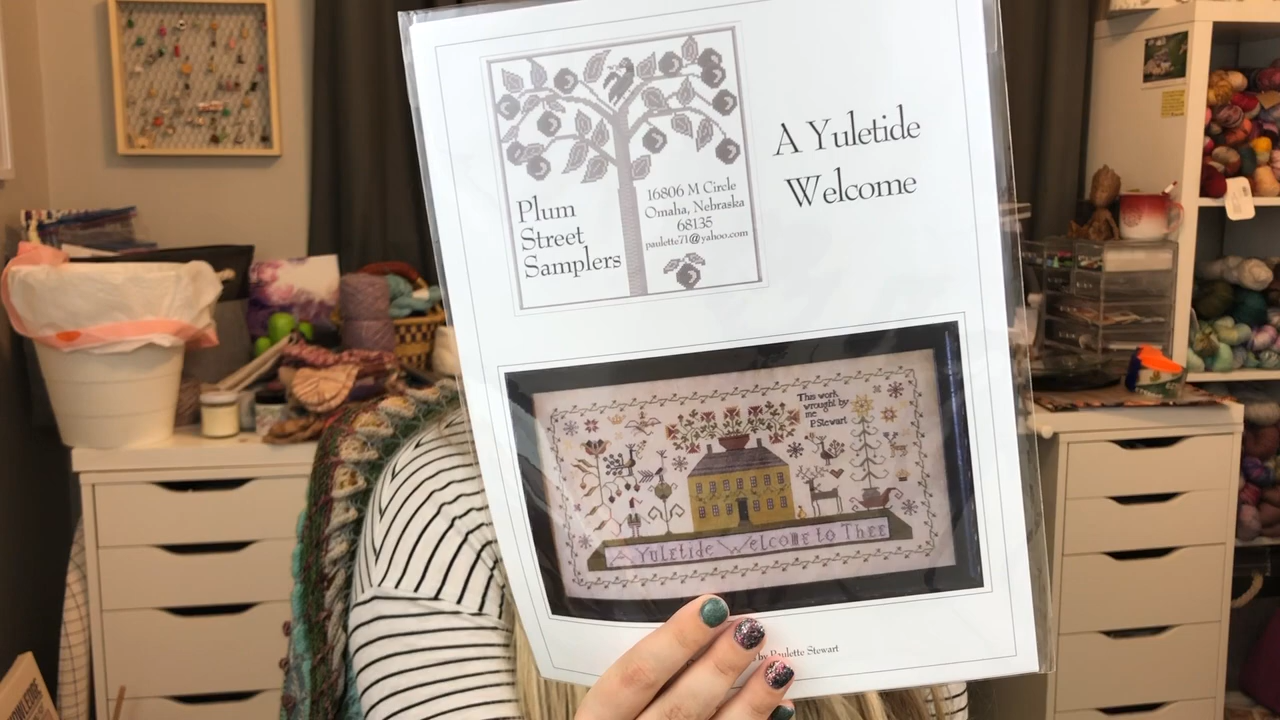 Plum
Street
Samplers
16806 M Circle
Omaha, Nebraska
68135
paulette71@yahoo.com
A Yuletide
Welcome
This work
wrought by
me
P.Stewart
A Yuletide Welcome to Thee
by Paulette Stewart